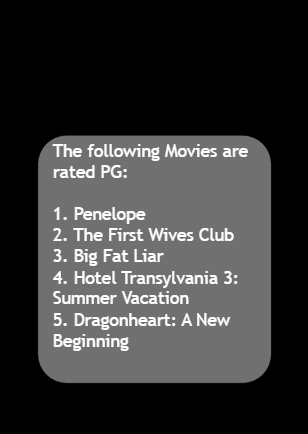 The following Movies are
rated PG:
1. Penelope
2. The First Wives Club
3. Big Fat Liar
4. Hotel Transylvania 3:
Summer Vacation
5. Dragonheart: A New
Beginning